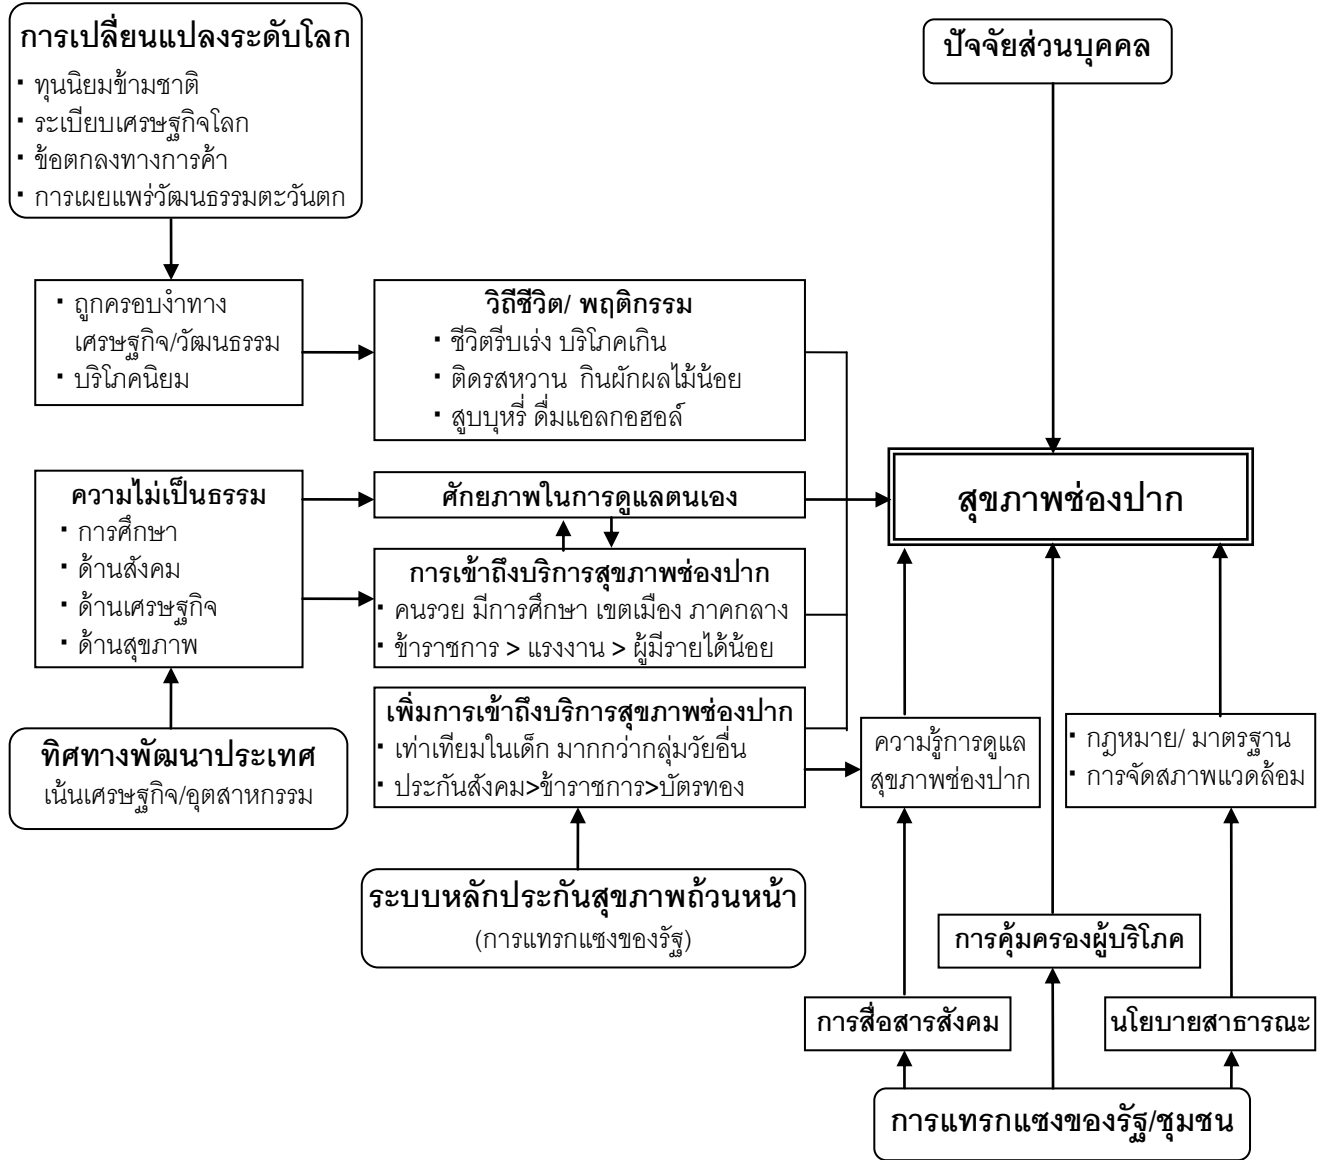 การเปลี่ยนแปลงระดับโลก
▪ ทุนนิยมข้ามชาติ
▪ ระเบียบเศรษฐกิจโลก
▪ ข้อตกลงทางการค้า
▪ การเผยแพร่วัฒนธรรมตะวันตก
ปัจจัยส่วนบุคคล
▪ ถูกครอบงำทาง
เศรษฐกิจ/วัฒนธรรม
▪ บริโภคนิยม
วิถีชีวิต/ พฤติกรรม
▪ ชีวิตรีบเร่ง บริโภคเกิน
▪ ติดรสหวาน กินผักผลไม้น้อย
▪ สูบบุหรี่ ดื่มแอลกอฮอล์
ความไม่เป็นธรรม
▪ การศึกษา
▪ ด้านสังคม
▪ ด้านเศรษฐกิจ
▪ ด้านสุขภาพ
ศักยภาพในการดูแลตนเอง
สุขภาพช่องปาก
การเข้าถึงบริการสุขภาพช่องปาก
▪ คนรวย มีการศึกษา เขตเมือง ภาคกลาง
▪ ข้าราชการ > แรงงาน > ผู้มีรายได้น้อย
เพิ่มการเข้าถึงบริการสุขภาพช่องปาก
▪ เท่าเทียมในเด็ก มากกว่ากลุ่มวัยอื่น
▪ ประกันสังคม>ข้าราชการ>บัตรทอง
ทิศทางพัฒนาประเทศ
เน้นเศรษฐกิจ/อุตสาหกรรม
ความรู้การดูแล
สุขภาพช่องปาก
▪ กฎหมาย/ มาตรฐาน
▪ การจัดสภาพแวดล้อม
ระบบหลักประกันสุขภาพถ้วนหน้า
(การแทรกแซงของรัฐ)
การคุ้มครองผู้บริโภค
การสื่อสารสังคม
นโยบายสาธารณะ
การแทรกแซงของรัฐ/ชุมชน